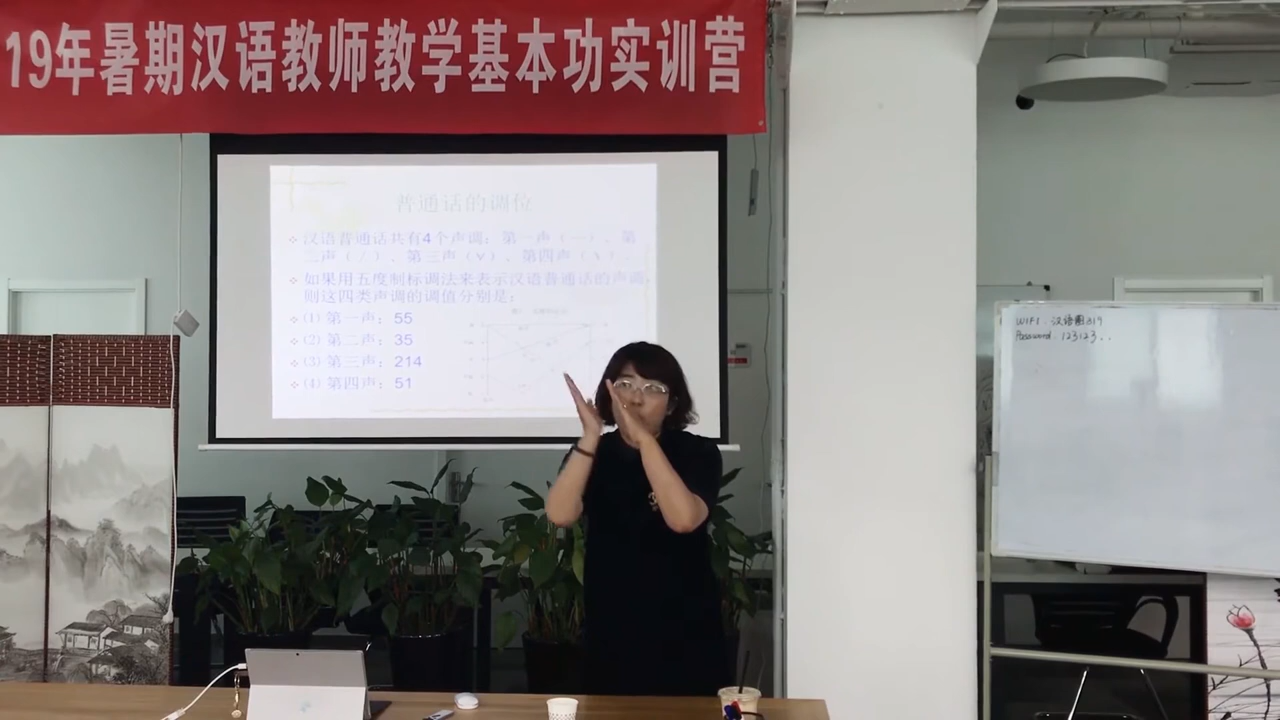 19年暑期汉语教师教学基本功实训营
普通话的调位
汉语普通话共有4个声调：第一声（—）、第
二声（/）、第三声（v）、第四声（\）。
如果用五度制标调法来表示汉语普通话的声调，
则这四类声调的调值分别是：
(1) 第一声：55
(2) 第二声：35
(3) 第三声：214
(4) 第四声：51
WIFI：汉语圈
Password：123123..